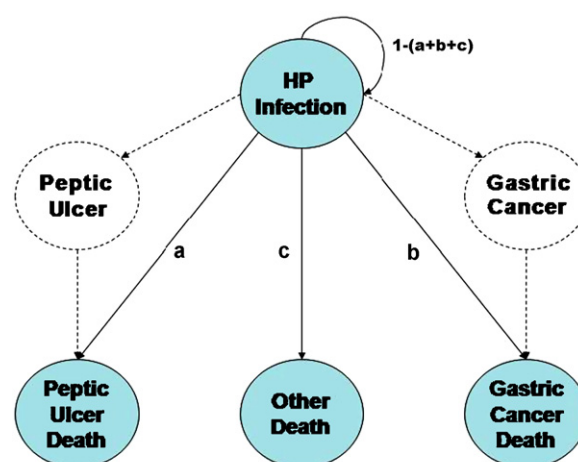 1-(a+b+c)
HP
Infection
Peptic
Ulcer
Gastric
Cancer
a
c
b
Peptic
Ulcer
Death
Other
Death
Gastric
Cancer
Death